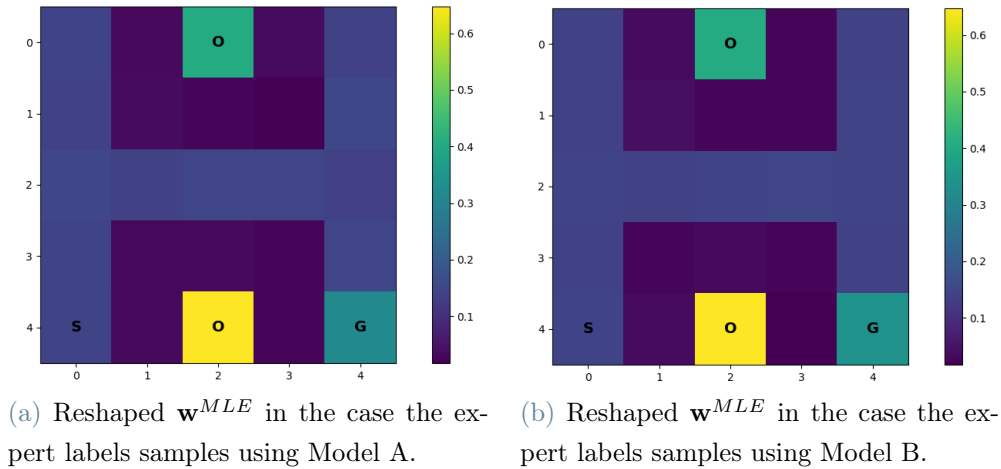 0
1
2
3
4
O
S
O
G
0
1
2
3
4
0.6
0.5
0.4
0.3
0.2
0.1
(a) Reshaped w^MLE in the case the ex-
pert labels samples using Model A.
0
1
2
3
4
O
S
O
G
0
1
2
3
4
0.6
0.5
0.4
0.3
0.2
0.1
(b) Reshaped w^MLE in the case the ex-
pert labels samples using Model B.